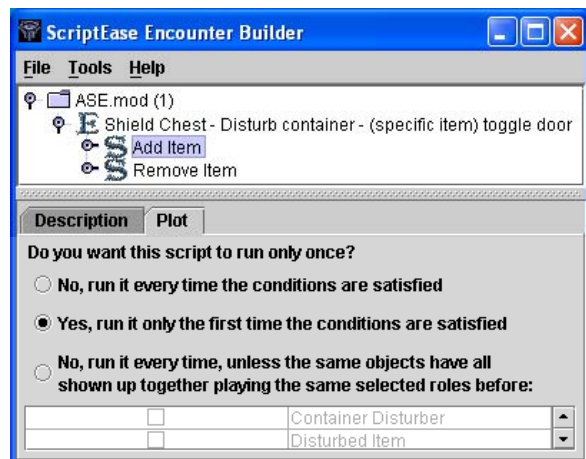 ScriptEase Encounter Builder
File Tools Help
ASE.mod (1)
E Shield Chest - Disturb container - (specific item) toggle door
S Add Item
S Remove Item
Description Plot
Do you want this script to run only once?
No, run it every time the conditions are satisfied
Yes, run it only the first time the conditions are satisfied
No, run it every time, unless the same objects have all
shown up together playing the same selected roles before:
Container Disturber
Disturbed Item